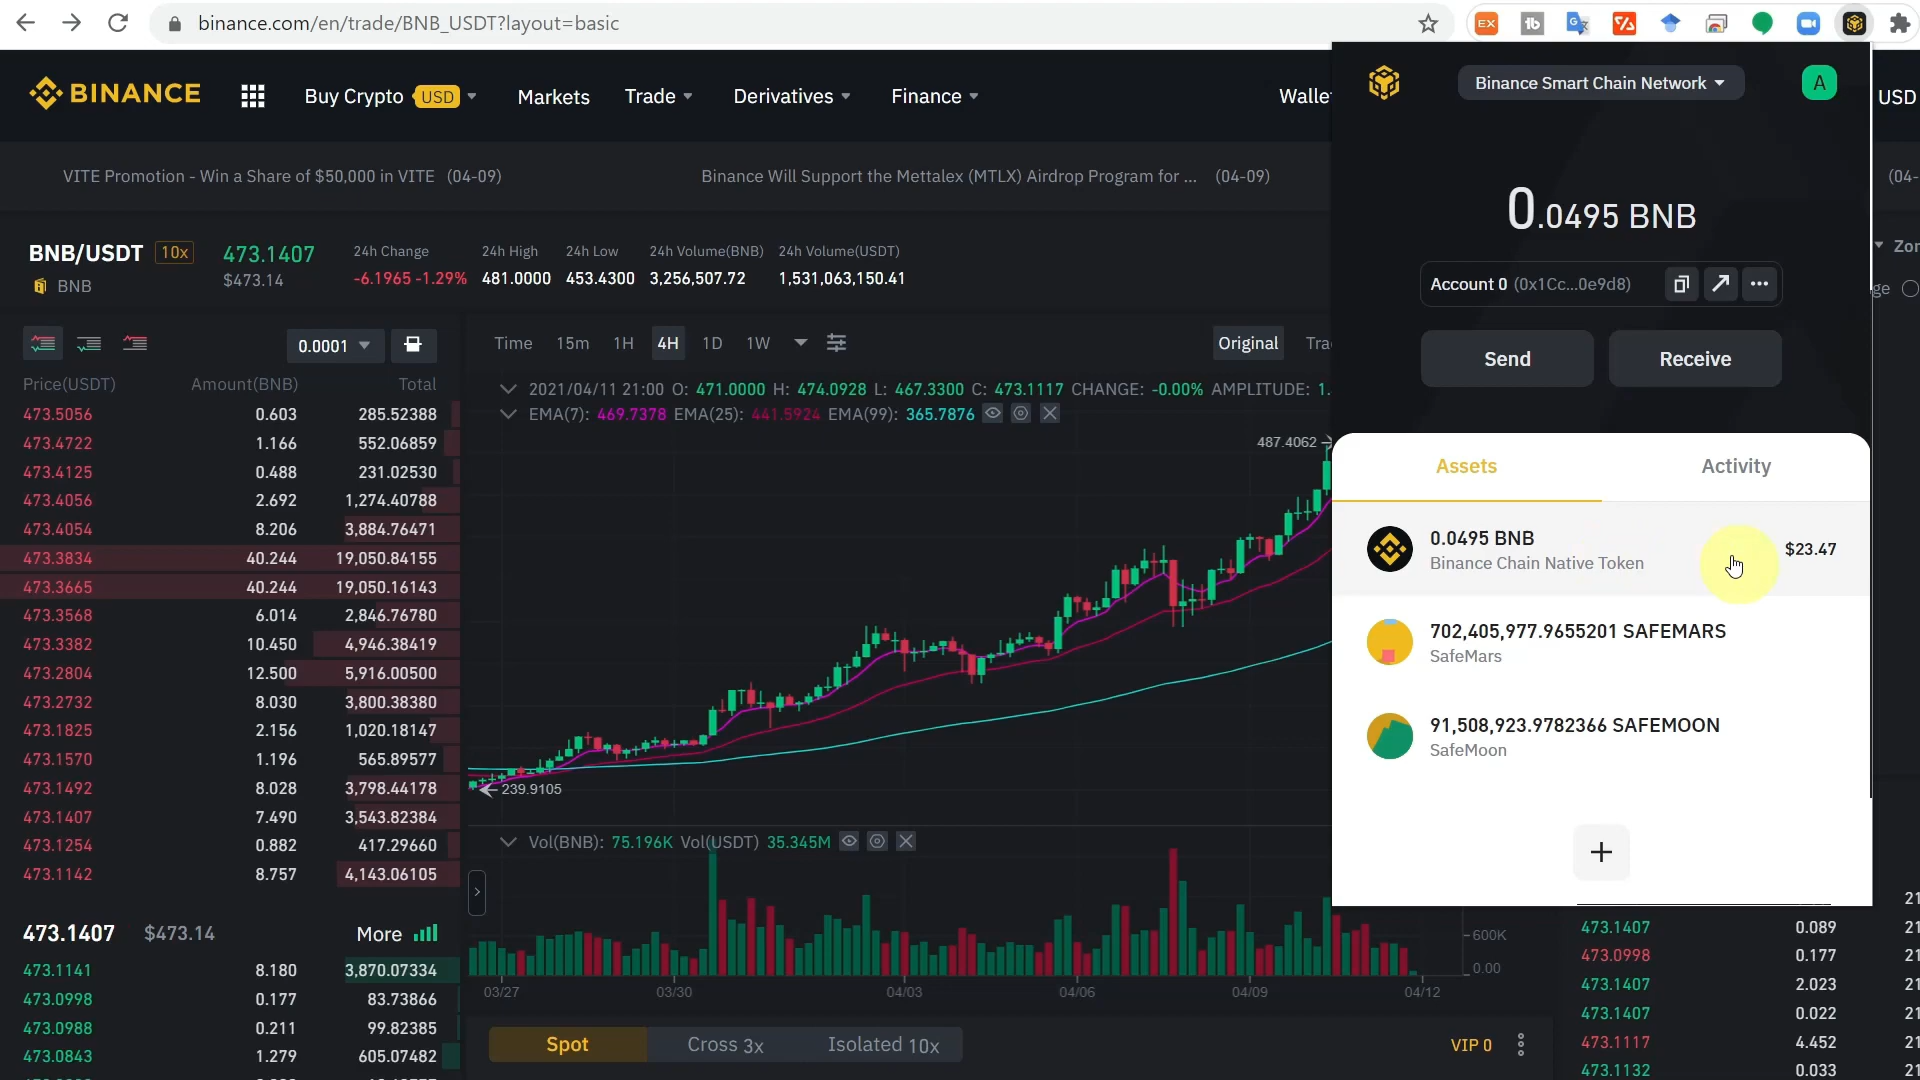 binance.com/en/trade/BNB_USDT?layout=basic
BINANCE
Buy Crypto USD
Markets
Trade
Derivatives
Finance
USD
VITE Promotion - Win a Share of $50,000 in VITE (04-09)
Binance Will Support the Mettalex (MTLX) Airdrop Program for ... (04-09)
BNB/USDT 10x
BNB
473.1407
$473.14
24h Change
-6.1965 -1.29%
24h High
481.0000
24h Low
453.4300
24h Volume(BNB)
3,256,507.72
24h Volume(USDT)
1,531,063,150.41
0.0001
Price(USDT) Amount(BNB) Total
473.5056 0.603 285.52388
473.4722 1.166 552.06859
473.4125 0.488 231.02530
473.4056 2.692 1,274.40788
473.4054 8.206 3,884.76471
473.3834 40.244 19,050.84155
473.3665 40.244 19,050.16143
473.3568 6.014 2,846.76780
473.3382 10.450 4,946.38419
473.2804 12.500 5,916.00500
473.2732 8.030 3,800.38380
473.1825 2.156 1,020.18147
473.1570 1.196 565.89577
473.1492 8.028 3,798.44178
473.1407 7.490 3,543.82384
473.1254 0.882 417.29660
473.1142 8.757 4,143.06105
473.1407 $473.14 More
473.1141 8.180 3,870.07334
473.0998 0.177 83.73866
473.0988 0.211 99.82385
473.0843 1.279 605.07482
Time 15m 1H 4H 1D 1W
Original
2021/04/11 21:00 O: 471.0000 H: 474.0928 L: 467.3300 C: 473.1117 CHANGE: -0.00% AMPLITUDE: 1.
EMA(7): 469.7378 EMA(25): 441.5924 EMA(99): 365.7876
487.4062
239.9105
Vol(BNB): 75.196K Vol(USDT) 35.345M
600K
0.00
03/27 03/30 04/03 04/06 04/09 04/12
Spot Cross 3x Isolated 10x
VIP 0
Binance Smart Chain Network
A
0.0495 BNB
Account 0 (0x1Cc...0e9d8)
Send Receive
Assets Activity
0.0495 BNB
Binance Chain Native Token
$23.47
702,405,977.9655201 SAFEMARS
SafeMars
91,508,923.9782366 SAFEMOON
SafeMoon
+
473.1407 0.089
473.0998 0.177
473.1407 2.023
473.1407 0.022
473.1117 4.452
473.1132 0.033